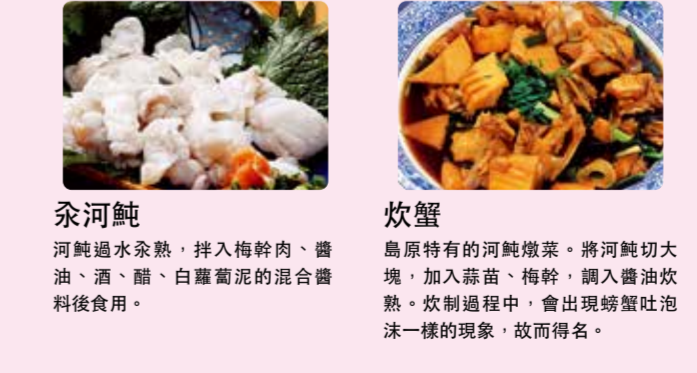 汆河魨
河魨過水汆熟，拌入梅幹肉、醬
油、酒、醋、白蘿蔔泥的混合醬
料後食用。
炊蟹
島原特有的河魨燉菜。將河魨切大
塊，加入蒜苗、梅幹，調入醬油炊
熟。炊制過程中，會出現螃蟹吐泡
沫一樣的現象，故而得名。